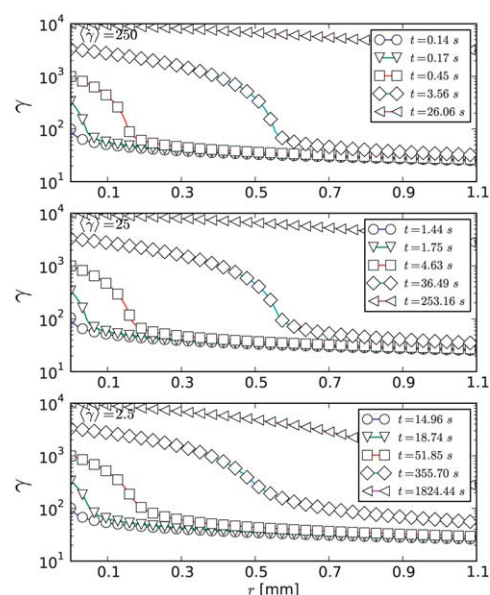 10⁴
⟨γ⟩=250
t=0.14 s
t=0.17 s
t=0.45 s
t=3.56 s
t=26.06 s
10³
γ
10²
10¹
0.1 0.3 0.5 0.7 0.9 1.1
10⁴
⟨γ⟩=25
t=1.44 s
t=1.75 s
t=4.63 s
t=36.49 s
t=253.16 s
10³
γ
10²
10¹
0.1 0.3 0.5 0.7 0.9 1.1
10⁴
⟨γ⟩=2.5
t=14.96 s
t=18.74 s
t=51.85 s
t=355.70 s
t=1824.44 s
10³
γ
10²
10¹
0.1 0.3 0.5 0.7 0.9 1.1
r [mm]